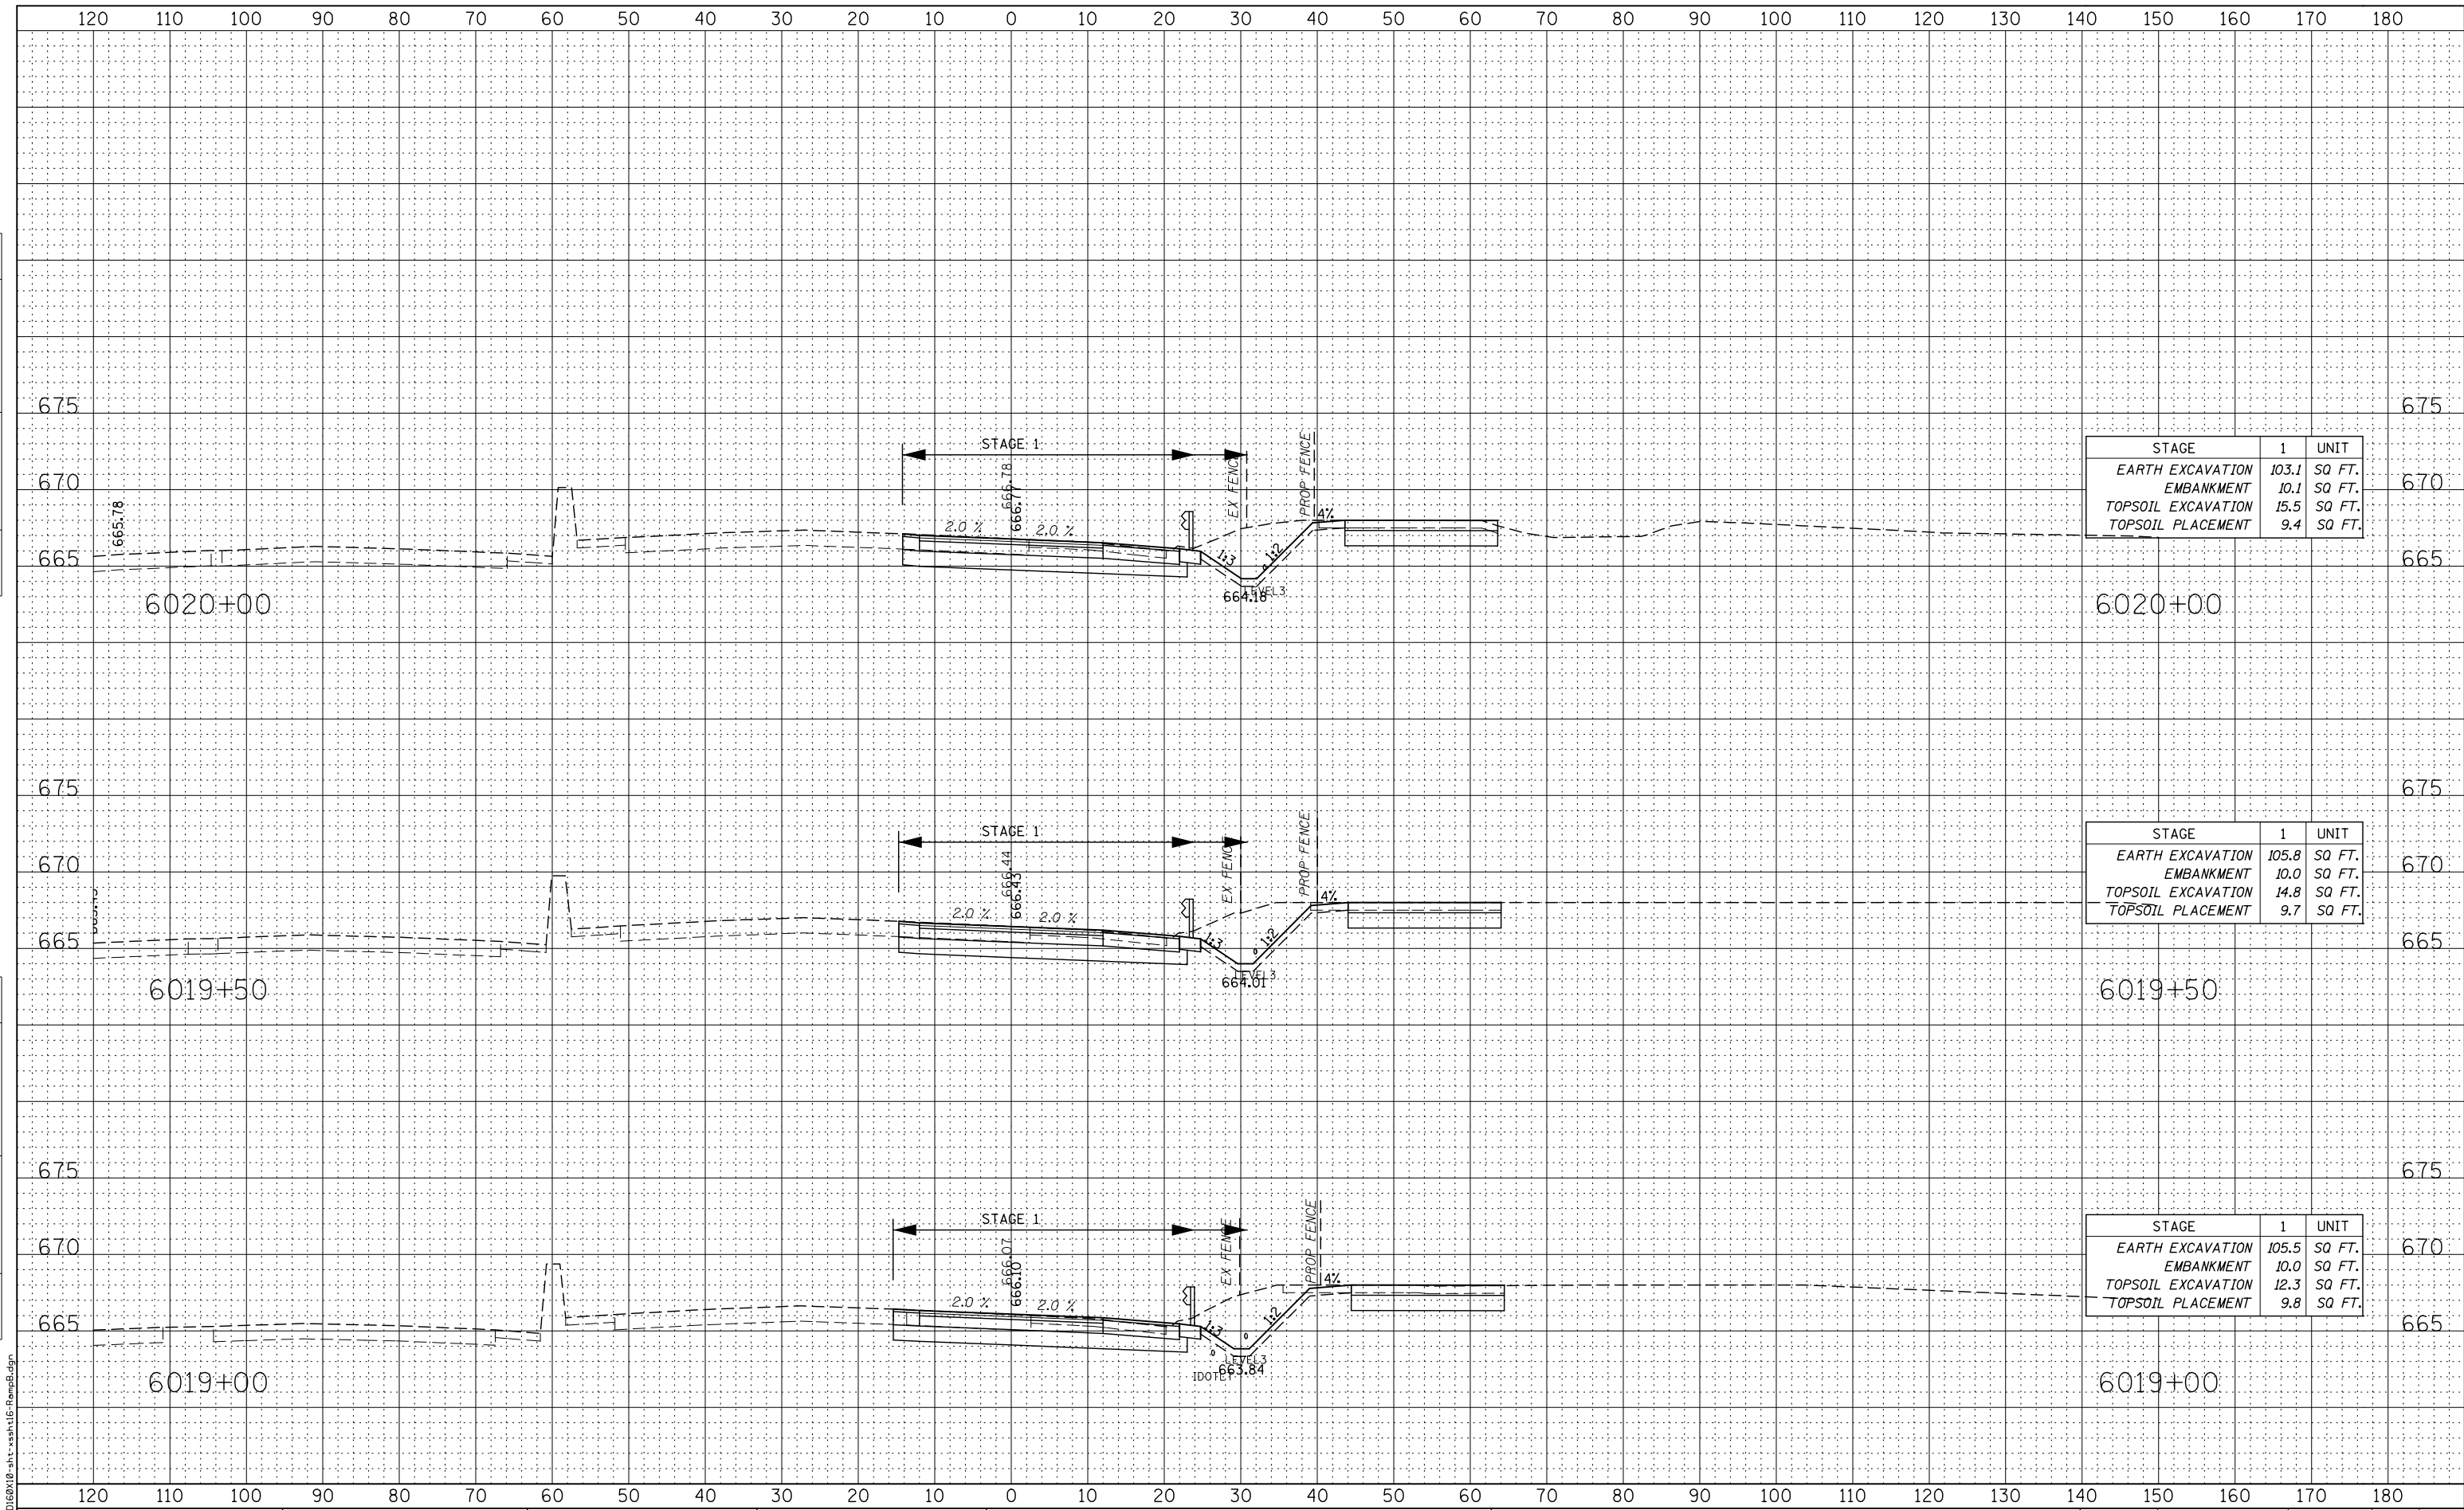 120 110 100 90 80 70 60 50 40 30 20 10 0 10 20 30 40 50 60 70 80 90 100 110 120 130 140 150 160 170 180
675 675
STAGE 1
EX FENCE
PROP FENCE
670 670
665.78
666.78
666.77
2.0 % 2.0 %
4%
1:3
1:2
665 665
LEVEL3
664.18
6020+00 6020+00
STAGE 1 UNIT
EARTH EXCAVATION 103.1 SQ FT.
EMBANKMENT 10.1 SQ FT.
TOPSOIL EXCAVATION 15.5 SQ FT.
TOPSOIL PLACEMENT 9.4 SQ FT.
675 675
STAGE 1
EX FENCE
PROP FENCE
670 670
666.44
666.43
2.0 % 2.0 %
4%
1:3
1:2
665 665
LEVEL3
664.01
6019+50 6019+50
STAGE 1 UNIT
EARTH EXCAVATION 105.8 SQ FT.
EMBANKMENT 10.0 SQ FT.
TOPSOIL EXCAVATION 14.8 SQ FT.
TOPSOIL PLACEMENT 9.7 SQ FT.
675 675
STAGE 1
EX FENCE
PROP FENCE
670 670
666.07
666.10
2.0 % 2.0 %
4%
1:3
1:2
665 665
LEVEL3
663.84
6019+00 6019+00
STAGE 1 UNIT
EARTH EXCAVATION 105.5 SQ FT.
EMBANKMENT 10.0 SQ FT.
TOPSOIL EXCAVATION 12.3 SQ FT.
TOPSOIL PLACEMENT 9.8 SQ FT.
D160X10-sht-xssht16-RampB.dgn
120 110 100 90 80 70 60 50 40 30 20 10 0 10 20 30 40 50 60 70 80 90 100 110 120 130 140 150 160 170 180